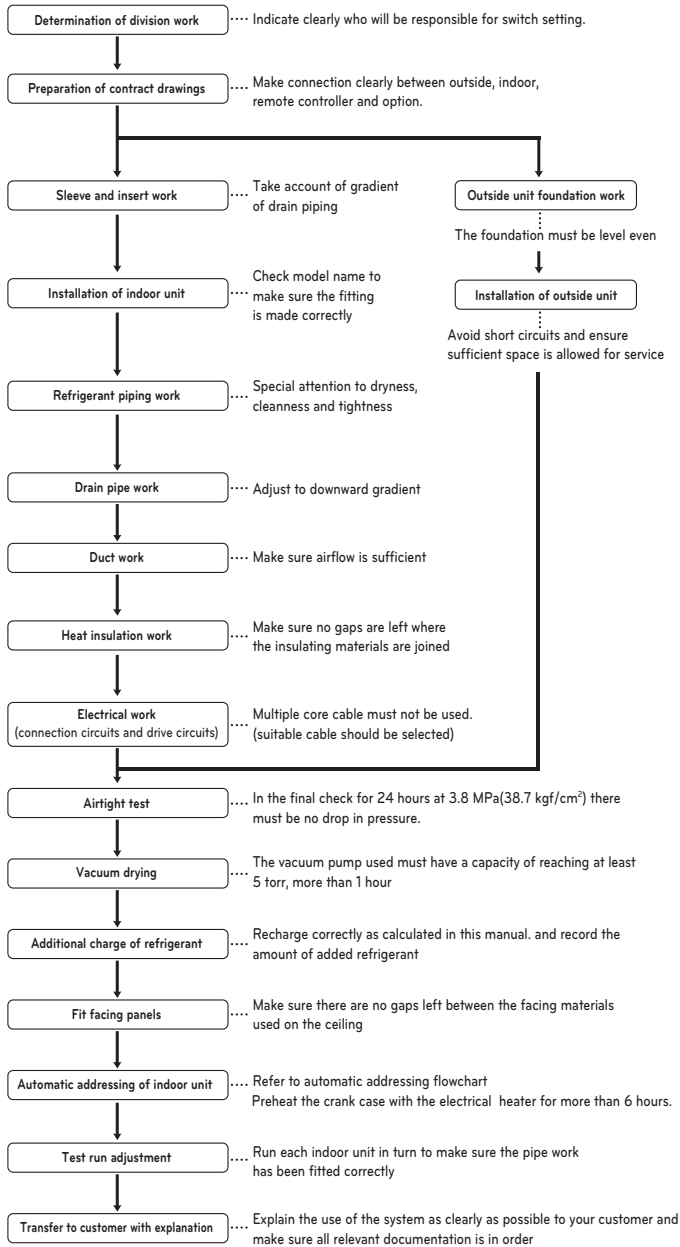 Determination of division work
Indicate clearly who will be responsible for switch setting.
Preparation of contract drawings
Make connection clearly between outside, indoor,
remote controller and option.
Sleeve and insert work
Take account of gradient
of drain piping
Outside unit foundation work
The foundation must be level even
Installation of indoor unit
Check model name to
make sure the fitting
is made correctly
Installation of outside unit
Avoid short circuits and ensure
sufficient space is allowed for service
Refrigerant piping work
Special attention to dryness,
cleanness and tightness
Drain pipe work
Adjust to downward gradient
Duct work
Make sure airflow is sufficient
Heat insulation work
Make sure no gaps are left where
the insulating materials are joined
Electrical work
(connection circuits and drive circuits)
Multiple core cable must not be used.
(suitable cable should be selected)
Airtight test
In the final check for 24 hours at 3.8 MPa(38.7 kgf/cm²) there
must be no drop in pressure.
Vacuum drying
The vacuum pump used must have a capacity of reaching at least
5 torr, more than 1 hour
Additional charge of refrigerant
Recharge correctly as calculated in this manual. and record the
amount of added refrigerant
Fit facing panels
Make sure there are no gaps left between the facing materials
used on the ceiling
Automatic addressing of indoor unit
Refer to automatic addressing flowchart
Preheat the crank case with the electrical heater for more than 6 hours.
Test run adjustment
Run each indoor unit in turn to make sure the pipe work
has been fitted correctly
Transfer to customer with explanation
Explain the use of the system as clearly as possible to your customer and
make sure all relevant documentation is in order